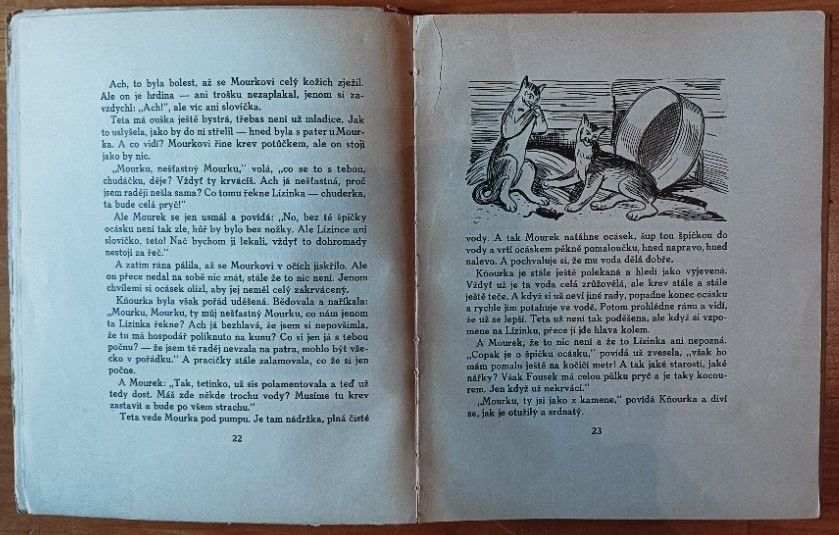 Ach, to byla bolest, až se Mourkovi celý kožich zježil.
Ale on je hrdina — ani trošku nezaplakal, jenom si za-
vzdychl: „Ach!", ale víc ani slovíčka.
Teta má ouška ještě bystrá, třebas není už mladice. Jak
to uslyšela, jako by do ní střelil — hned byla s pater u Mour-
ka. A co vidí? Mourkovi řine krev potůčkem, ale on stojí
jako by nic.
„Mourku, nešťastný Mourku," volá, „co se to s tebou,
chudáčku, děje? Vždyť ty krvácíš. Ach já nešťastná, proč
jsem raději nešla sama? Co tomu řekne Lízinka — chuderka,
ta bude celá pryč!"
Ale Mourek se jen usmál a povídá: „No, bez té špičky
ocásku není tak zle, hůř by bylo bez nožky. Ale Lízince ani
slovíčko, teto! Nač bychom ji lekali, vždyť to dohromady
nestojí za řeč."
A zatím rána pálila, až se Mourkovi v očích jiskřilo. Ale
on přece nedal na sobě nic znát, stále že to nic není. Jenom
chvílemi si ocásek olízl, aby jej neměl celý zakrvácený.
Kňourka byla však pořád uděšená. Bědovala a naříkala:
„Mourku, Mourku, ty můj nešťastný Mourku, co nám jenom
ta Lízinka řekne? Ach já bezhlavá, že jsem si nepovšimla,
že tu má hospodář políknuto na kunu? Co si jen já s tebou
počnu? — že jsem tě raděj nevzala na patra, mohlo být vše-
cko v pořádku." A pracičky stále zalamovala, co že si jen
počne.
A Mourek: „Tak, tetinko, už sis polamentovala a teď už
tedy dost. Máš zde někde trochu vody? Musíme tu krev
zastavit a bude po všem strachu."
Teta vede Mourka pod pumpu. Je tam nádržka, plná čisté
22
vody. A tak Mourek natáhne ocásek, šup tou špičkou do
vody a vrtí ocáskem pěkně pomaloučku, hned napravo, hned
nalevo. A pochvaluje si, že mu voda dělá dobře.
Kňourka je stále ještě polekaná a hledí jako vyjevená.
Vždyť už je ta voda celá zrůžovělá, ale krev stále a stále
ještě teče. A když si už neví jiné rady, popadne konec ocásku
a rychle jím potahuje ve vodě. Potom prohlédne ránu a vidí,
že už se lepší. Teta už není tak poděšena, ale když si vzpo-
mene na Lízinku, přece jí jde hlava kolem.
A Mourek, že to nic není a že to Lízinka ani nepozná.
„Copak je o špičku ocásku," povídá už zvesela, „však ho
mám pomalu ještě na kočičí metr! A tak jaké starosti, jaké
nářky? Však Fousek má celou půlku pryč a je taky kocou-
rem. Jen když už nekrvácí."
„Mourku, ty jsi jako z kamene," povídá Kňourka a diví
se, jak je otužilý a srdnatý.
23